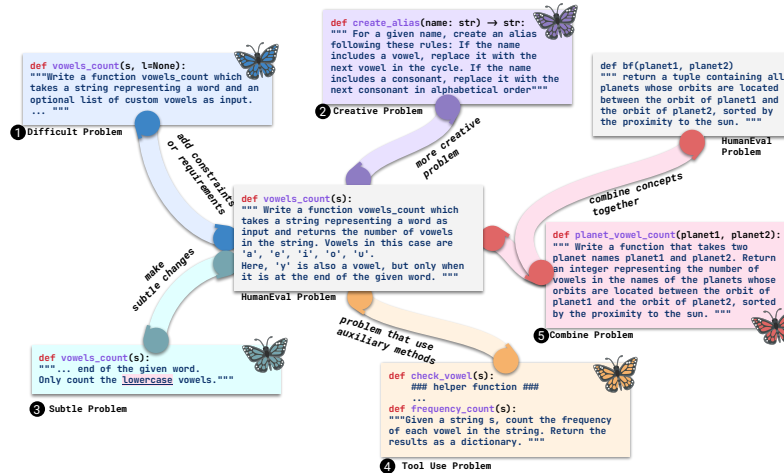 def vowels_count(s, l=None):
"""Write a function vowels_count which
takes a string representing a word and an
optional list of custom vowels as input.
... """
1 Difficult Problem
def create_alias(name: str) → str:
""" For a given name, create an alias
following these rules: If the name
includes a vowel, replace it with the
next vowel in the cycle. If the name
includes a consonant, replace it with the
next consonant in alphabetical order"""
2 Creative Problem
def bf(planet1, planet2)
""" return a tuple containing all
planets whose orbits are located
between the orbit of planet1 and
the orbit of planet2, sorted by
the proximity to the sun. """
HumanEval
Problem
add constraints
or requirements
more creative
problem
combine concepts
together
def vowels_count(s):
""" Write a function vowels_count which
takes a string representing a word as
input and returns the number of vowels
in the string. Vowels in this case are
'a', 'e', 'i', 'o', 'u'.
Here, 'y' is also a vowel, but only when
it is at the end of the given word. """
HumanEval Problem
def planet_vowel_count(planet1, planet2):
""" Write a function that takes two
planet names planet1 and planet2. Return
an integer representing the number of
vowels in the names of the planets whose
orbits are located between the orbit of
planet1 and the orbit of planet2, sorted
by the proximity to the sun. """
5 Combine Problem
make
subtle changes
problem that use
auxiliary methods
def vowels_count(s):
"""... end of the given word.
Only count the lowercase vowels."""
3 Subtle Problem
def check_vowel(s):
### helper function ###
...
def frequency_count(s):
"""Given a string s, count the frequency
of each vowel in the string. Return the
results as a dictionary. """
4 Tool Use Problem